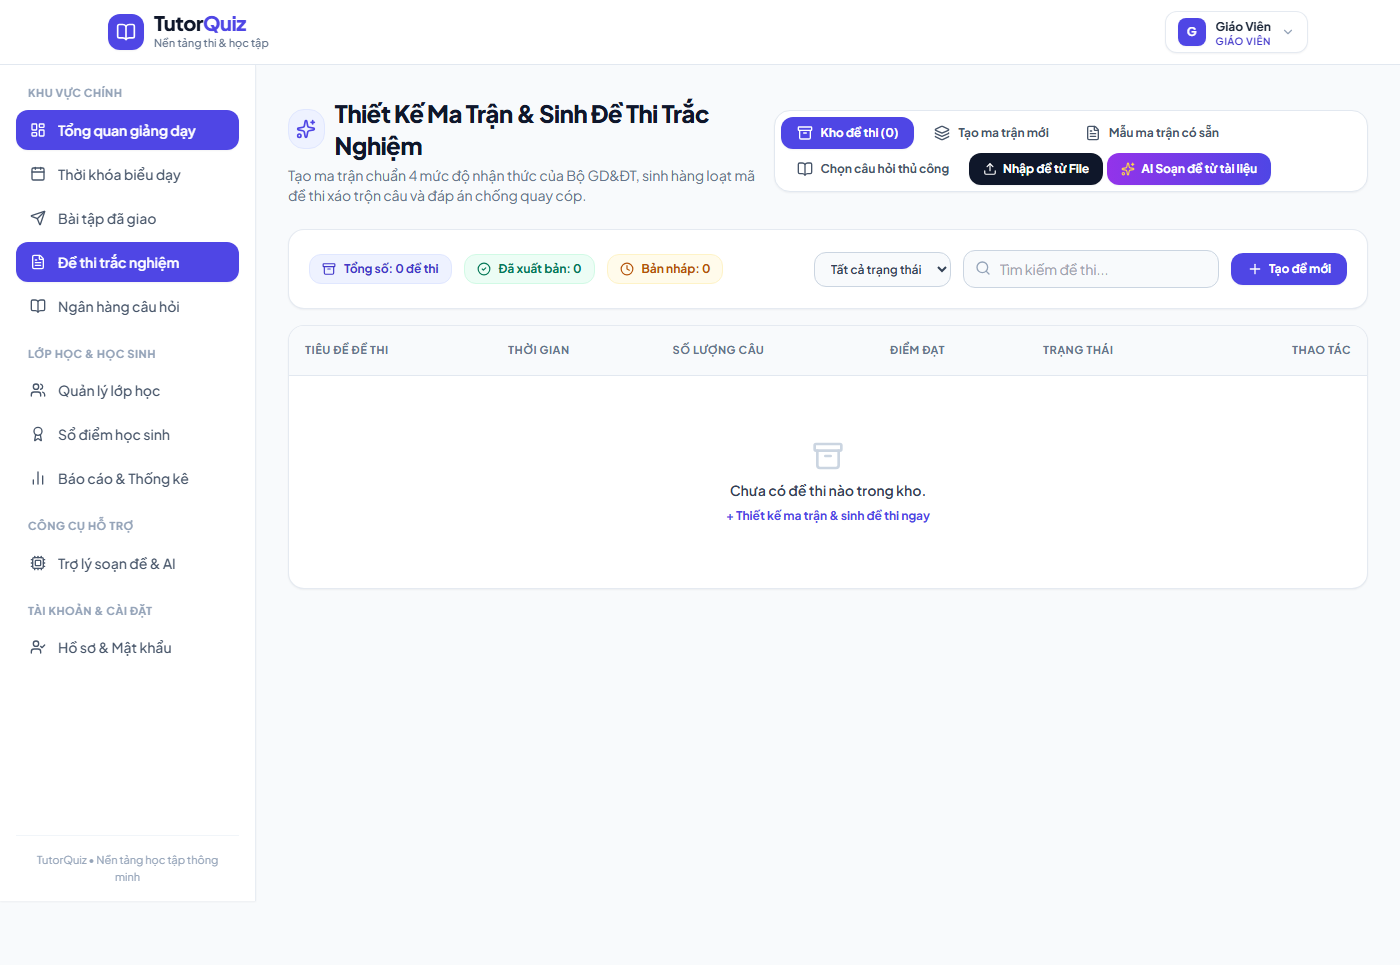 TutorQuiz
Nền tảng thi & học tập
G
Giáo Viên
GIÁO VIÊN
KHU VỰC CHÍNH
Tổng quan giảng dạy
Thời khóa biểu dạy
Bài tập đã giao
Đề thi trắc nghiệm
Ngân hàng câu hỏi
LỚP HỌC & HỌC SINH
Quản lý lớp học
Sổ điểm học sinh
Báo cáo & Thống kê
CÔNG CỤ HỖ TRỢ
Trợ lý soạn đề & AI
TÀI KHOẢN & CÀI ĐẶT
Hồ sơ & Mật khẩu
TutorQuiz • Nền tảng học tập thông
minh
Thiết Kế Ma Trận & Sinh Đề Thi Trắc
Nghiệm
Tạo ma trận chuẩn 4 mức độ nhận thức của Bộ GD&ĐT, sinh hàng loạt mã
đề thi xáo trộn câu và đáp án chống quay cóp.
Kho đề thi (0)
Tạo ma trận mới
Mẫu ma trận có sẵn
Chọn câu hỏi thủ công
Nhập đề từ File
AI Soạn đề từ tài liệu
Tổng số: 0 đề thi
Đã xuất bản: 0
Bản nháp: 0
Tất cả trạng thái
Tìm kiếm đề thi...
Tạo đề mới
TIÊU ĐỀ ĐỀ THI
THỜI GIAN
SỐ LƯỢNG CÂU
ĐIỂM ĐẠT
TRẠNG THÁI
THAO TÁC
Chưa có đề thi nào trong kho.
+ Thiết kế ma trận & sinh đề thi ngay